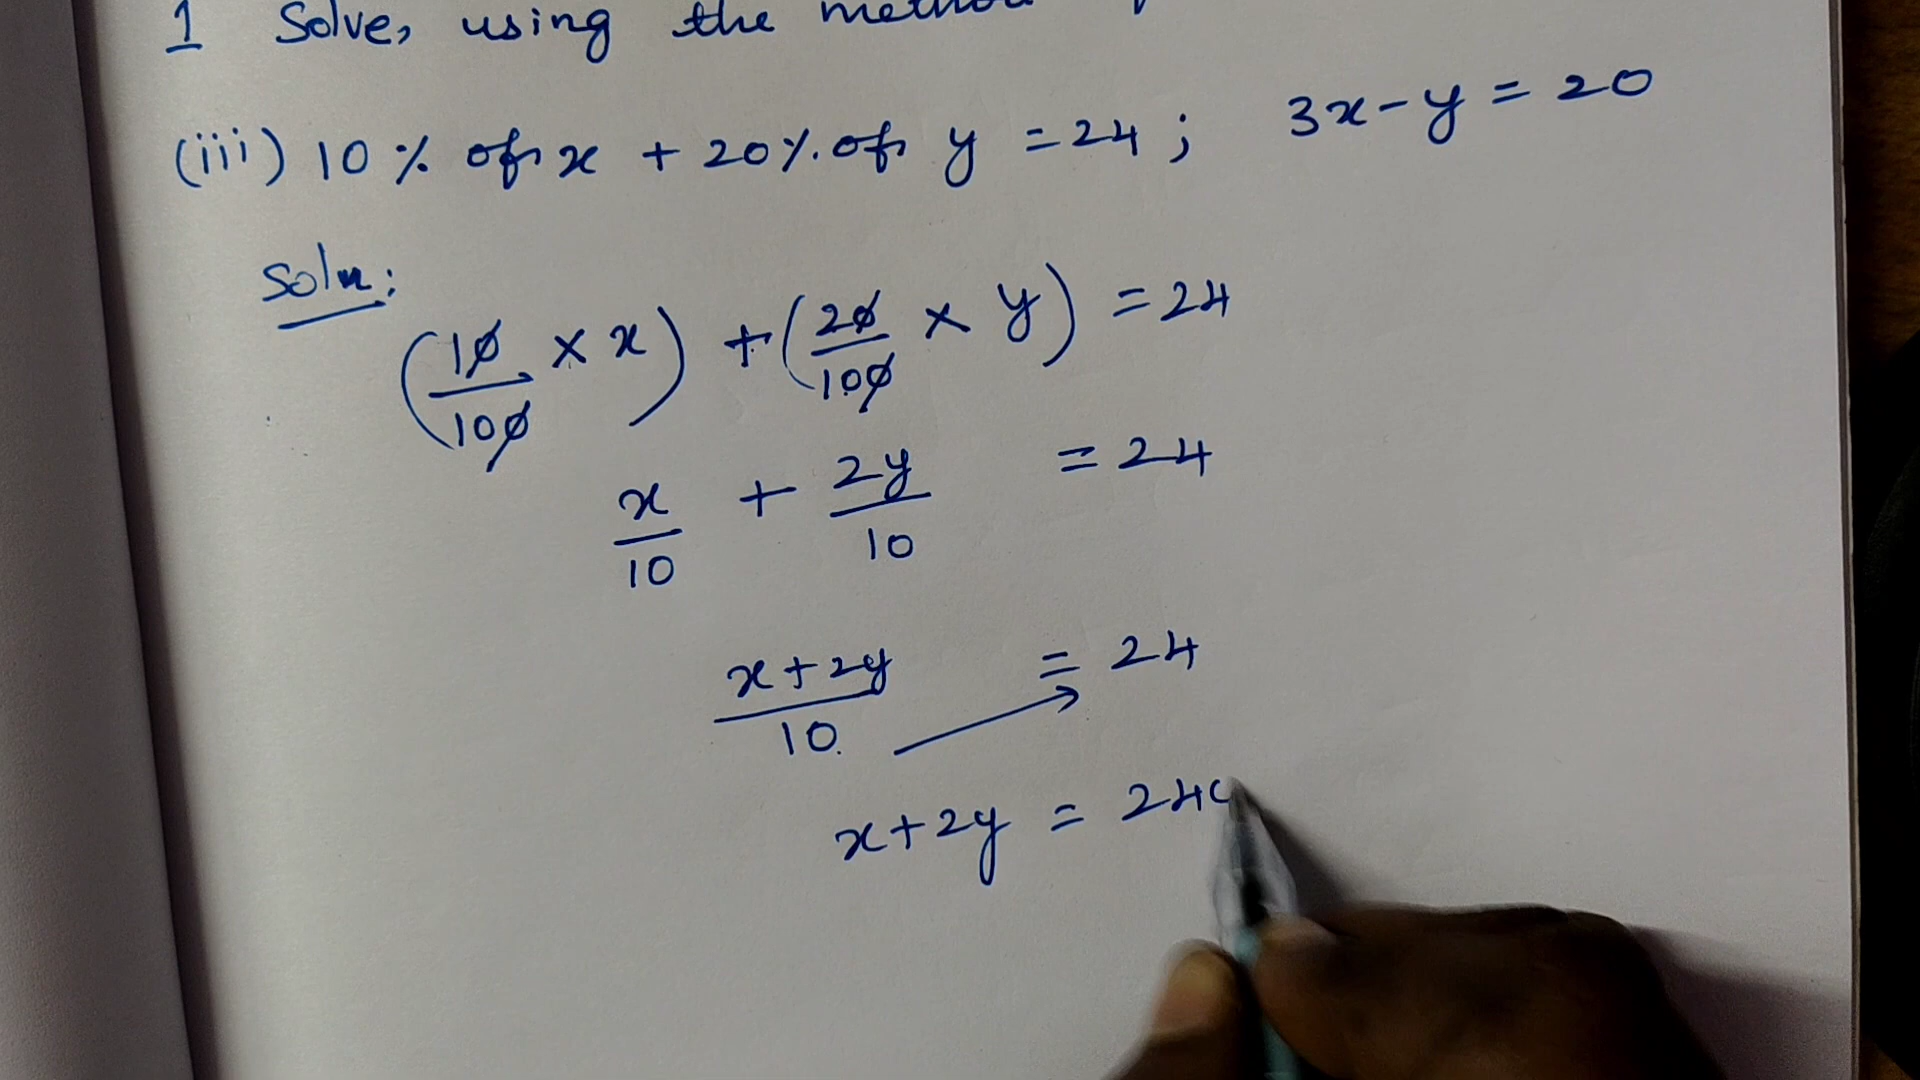 1 Solve, using the method
(iii) 10% of x + 20% of y = 24 ; 3x - y = 20
Soln:
(10/100 × x) + (20/100 × y) = 24
x/10 + 2y/10 = 24
x+2y/10 = 24
x+2y = 240